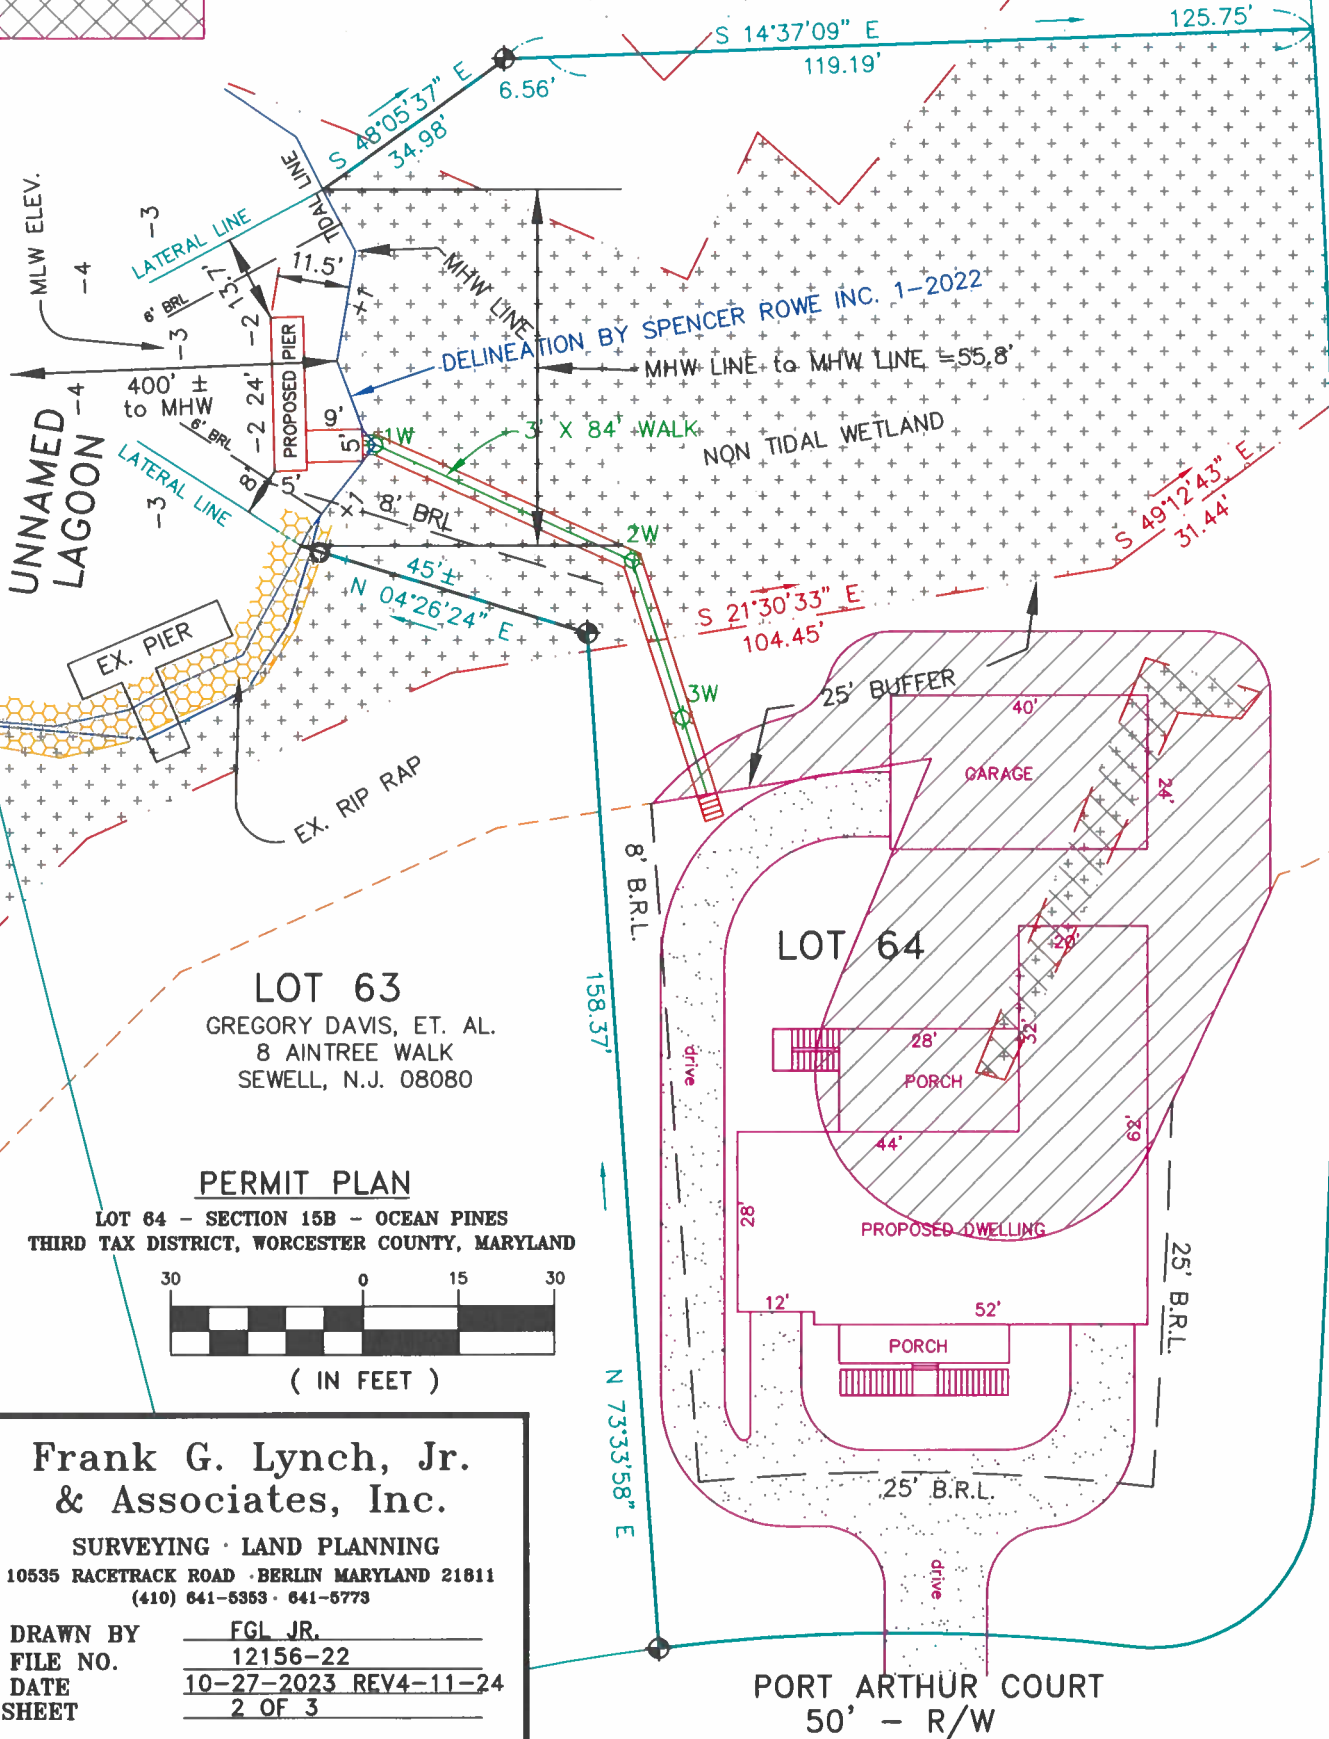 S 14°37'09" E
125.75'
119.19'
6.56'
S 48°05'37" E
34.98'
TIDAL LINE
MLW ELEV.
-3
-4
LATERAL LINE
13.7'
11.5'
6' BRL
+1
MHW LINE
-3
-2
DELINEATION BY SPENCER ROWE INC. 1-2022
MHW LINE to MHW LINE =55.8'
400' ±
to MHW
-4
-2
24'
PROPOSED PIER
9'
5'
1W
3' X 84' WALK
NON TIDAL WETLAND
UNNAMED
LAGOON
6' BRL
LATERAL LINE
-3
8'
5'
+1
8' BRL
2W
S 49°12'43" E
31.44'
45'±
N 04°26'24" E
S 21°30'33" E
104.45'
EX. PIER
3W
25' BUFFER
40'
GARAGE
24'
EX. RIP RAP
8' B.R.L.
LOT 64
20'
LOT 63
GREGORY DAVIS, ET. AL.
8 AINTREE WALK
SEWELL, N.J. 08080
158.37'
drive
28'
32'
PORCH
44'
62'
28'
PROPOSED DWELLING
12'
52'
PORCH
25' B.R.L.
PERMIT PLAN
LOT 64 - SECTION 15B - OCEAN PINES
THIRD TAX DISTRICT, WORCESTER COUNTY, MARYLAND
30 0 15 30
( IN FEET )
N 73°33'58" E
25' B.R.L.
drive
Frank G. Lynch, Jr.
& Associates, Inc.
SURVEYING · LAND PLANNING
10535 RACETRACK ROAD · BERLIN MARYLAND 21811
(410) 641-5353 · 641-5773
DRAWN BY FGL JR.
FILE NO. 12156-22
DATE 10-27-2023 REV4-11-24
SHEET 2 OF 3
PORT ARTHUR COURT
50' - R/W